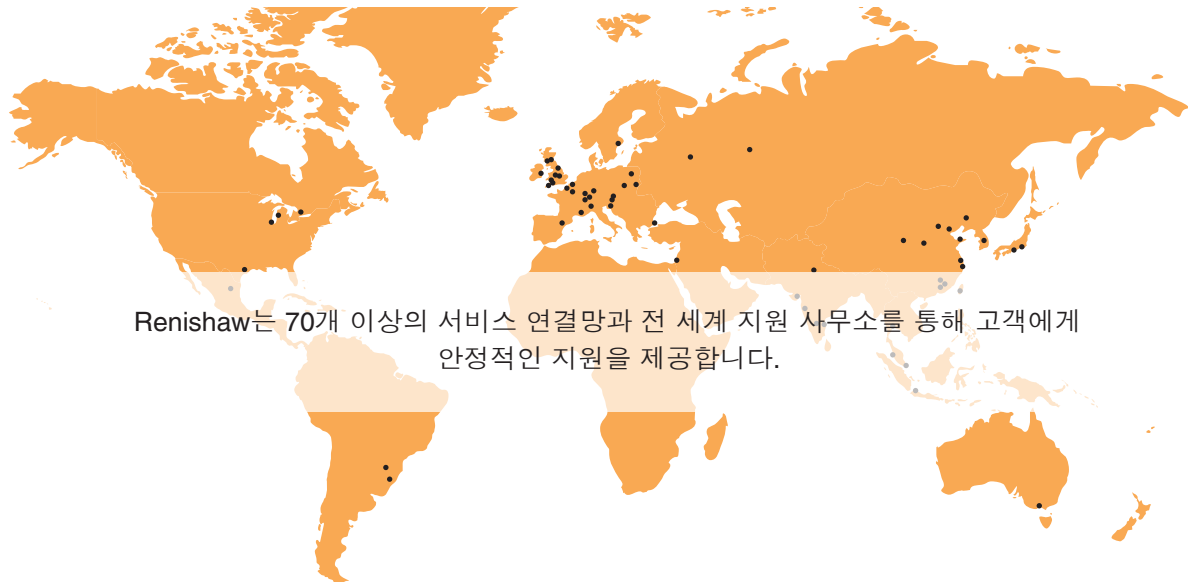 Renishaw는 70개 이상의 서비스 연결망과 전 세계 지원 사무소를 통해 고객에게
안정적인 지원을 제공합니다.